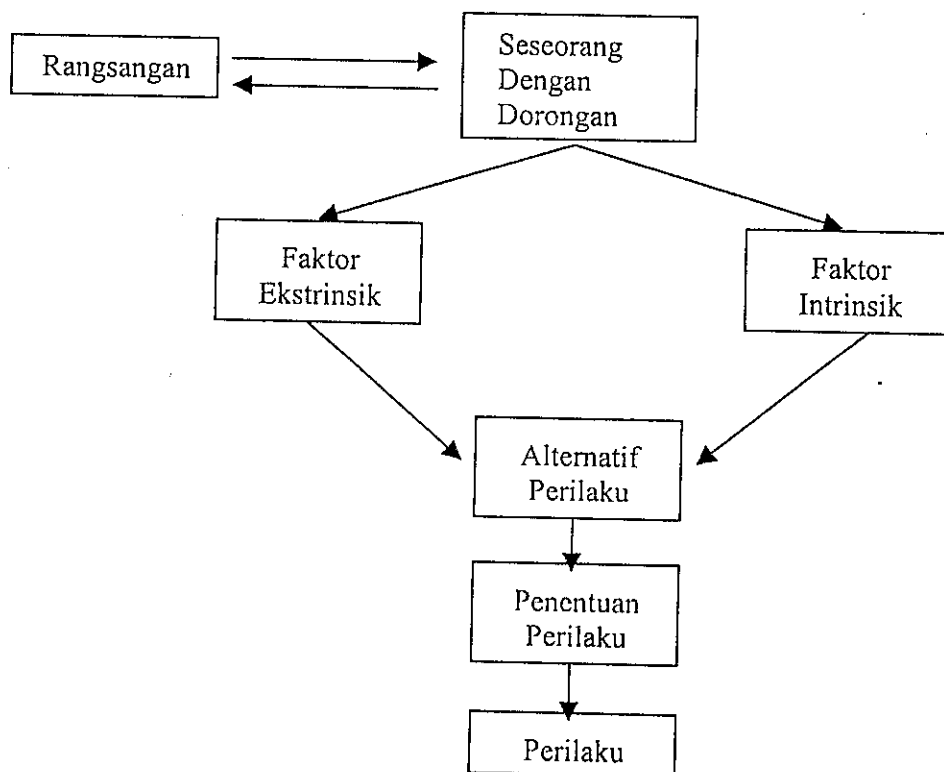 Rangsangan
Seseorang
Dengan
Dorongan
Faktor
Ekstrinsik
Faktor
Intrinsik
Alternatif
Perilaku
Penentuan
Perilaku
Perilaku